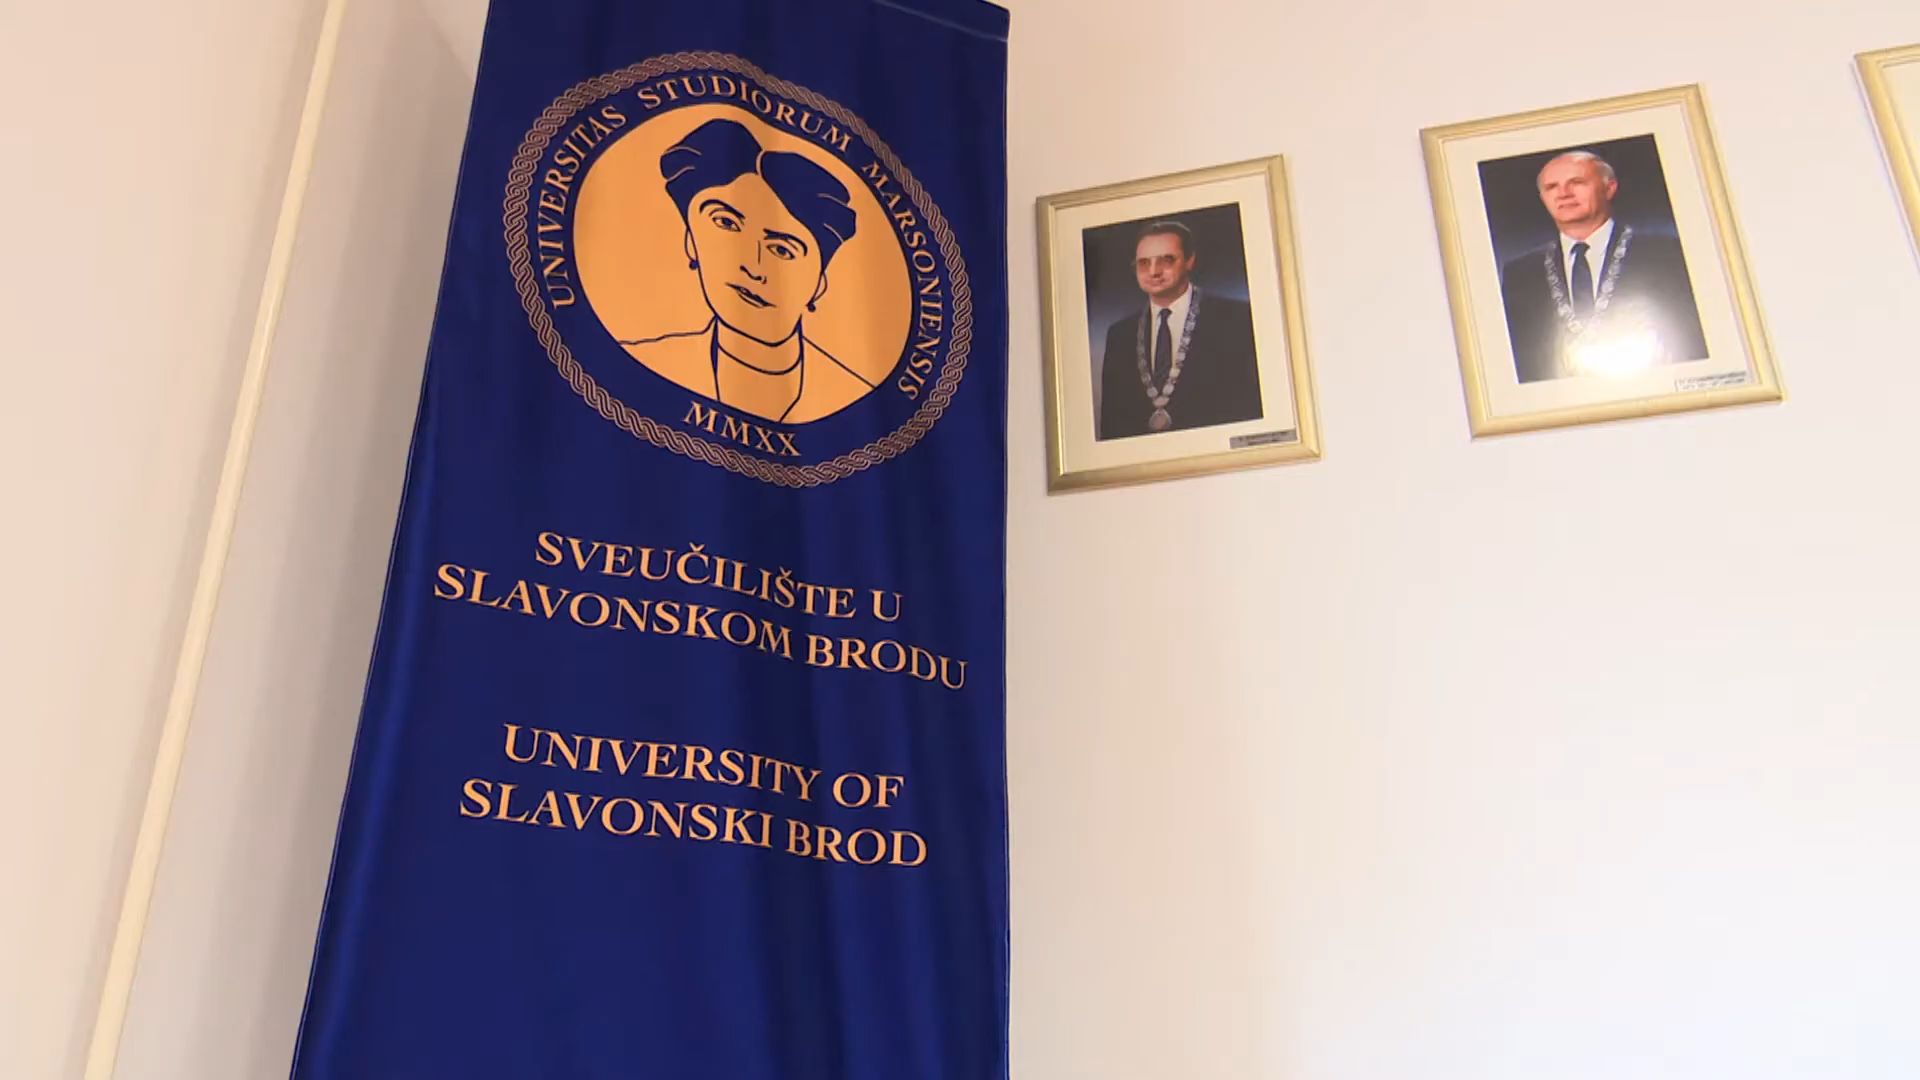 UNIVERSITAS STUDIORUM MARSONIENSIS
MMXX
SVEUČILIŠTE U
SLAVONSKOM BRODU
UNIVERSITY OF
SLAVONSKI BROD